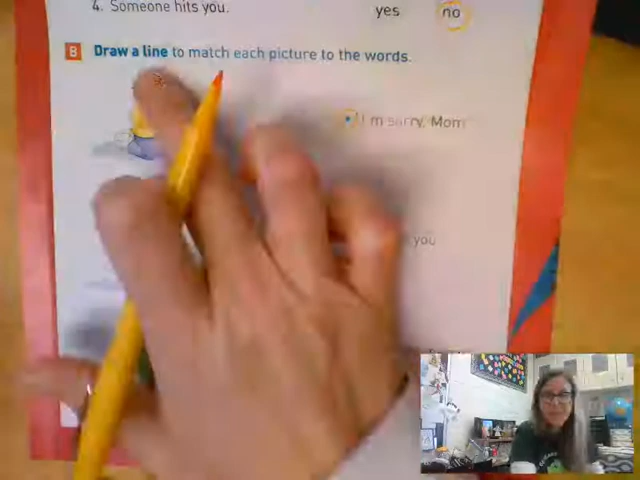 4. Someone hits you.
yes no
B Draw a line to match each picture to the words.
I'm sorry, Mom
you